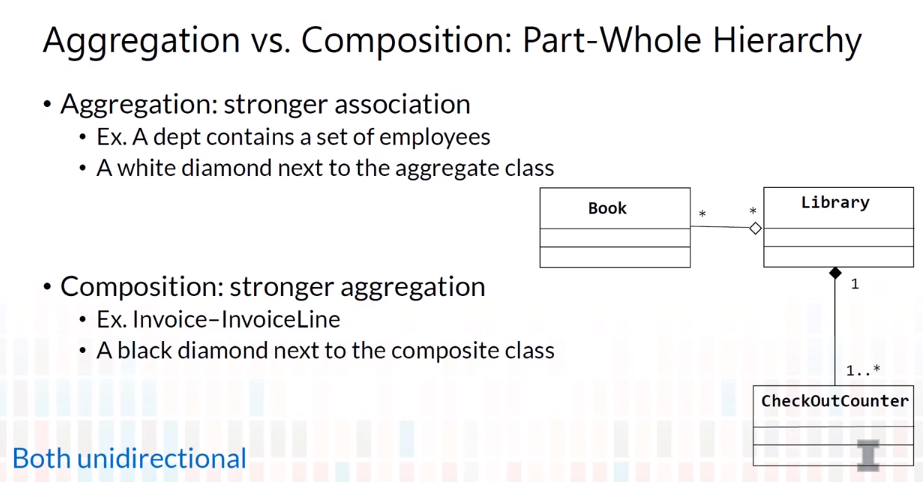 Aggregation vs. Composition: Part-Whole Hierarchy
• Aggregation: stronger association
• Ex. A dept contains a set of employees
• A white diamond next to the aggregate class
Book
*
*
Library
• Composition: stronger aggregation
• Ex. Invoice–InvoiceLine
• A black diamond next to the composite class
1
1..*
CheckOutCounter
Both unidirectional